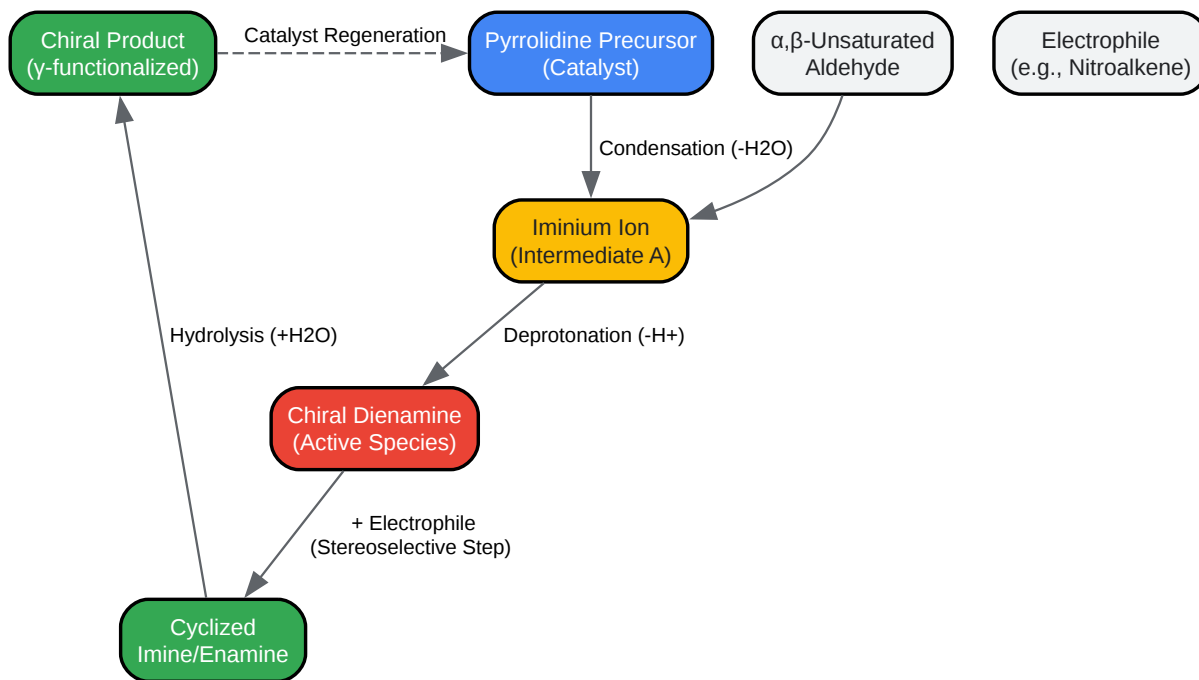 Chiral Product
(γ-functionalized)
Catalyst Regeneration
Pyrrolidine Precursor
(Catalyst)
α,β-Unsaturated
Aldehyde
Electrophile
(e.g., Nitroalkene)
Condensation (-H2O)
Iminium Ion
(Intermediate A)
Hydrolysis (+H2O)
Deprotonation (-H+)
Chiral Dienamine
(Active Species)
+ Electrophile
(Stereoselective Step)
Cyclized
Imine/Enamine